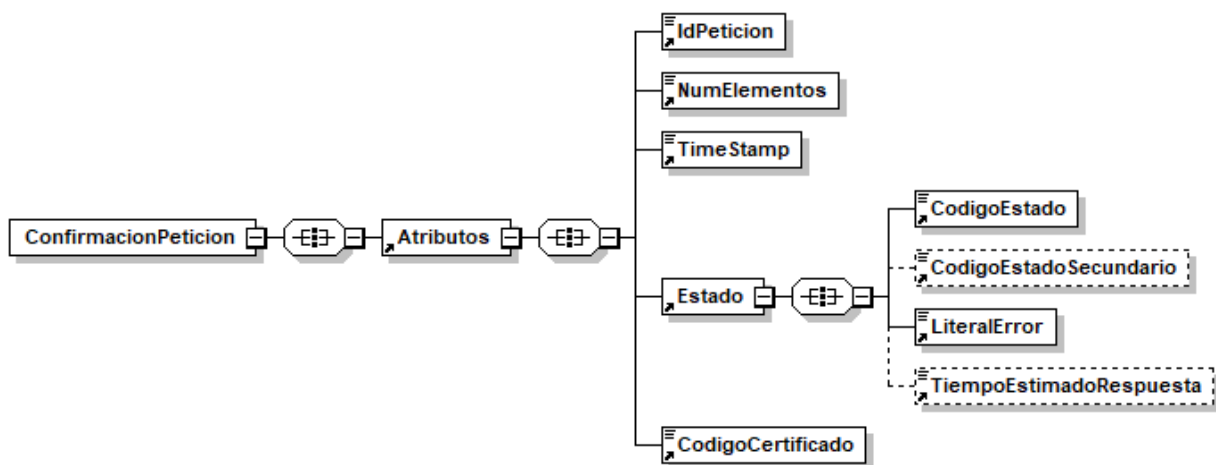 IdPeticion
NumElementos
TimeStamp
ConfirmacionPeticion
Atributos
Estado
CodigoEstado
CodigoEstadoSecundario
LiteralError
TiempoEstimadoRespuesta
CodigoCertificado